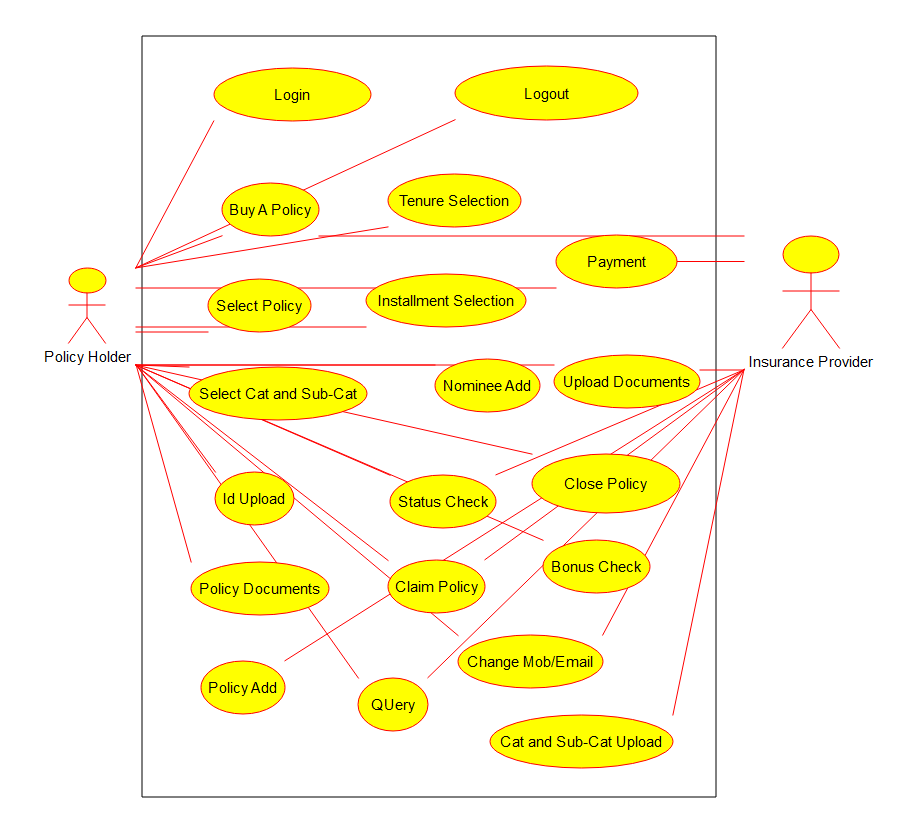 Login
Logout
Buy A Policy
Tenure Selection
Payment
Select Policy
Installment Selection
Policy Holder
Insurance Provider
Select Cat and Sub-Cat
Nominee Add
Upload Documents
Id Upload
Status Check
Close Policy
Policy Documents
Claim Policy
Bonus Check
Policy Add
QUery
Change Mob/Email
Cat and Sub-Cat Upload